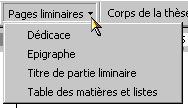 Pages liminaires Corps de la thèse
Dédicace
Epigraphe
Titre de partie liminaire
Table des matières et listes